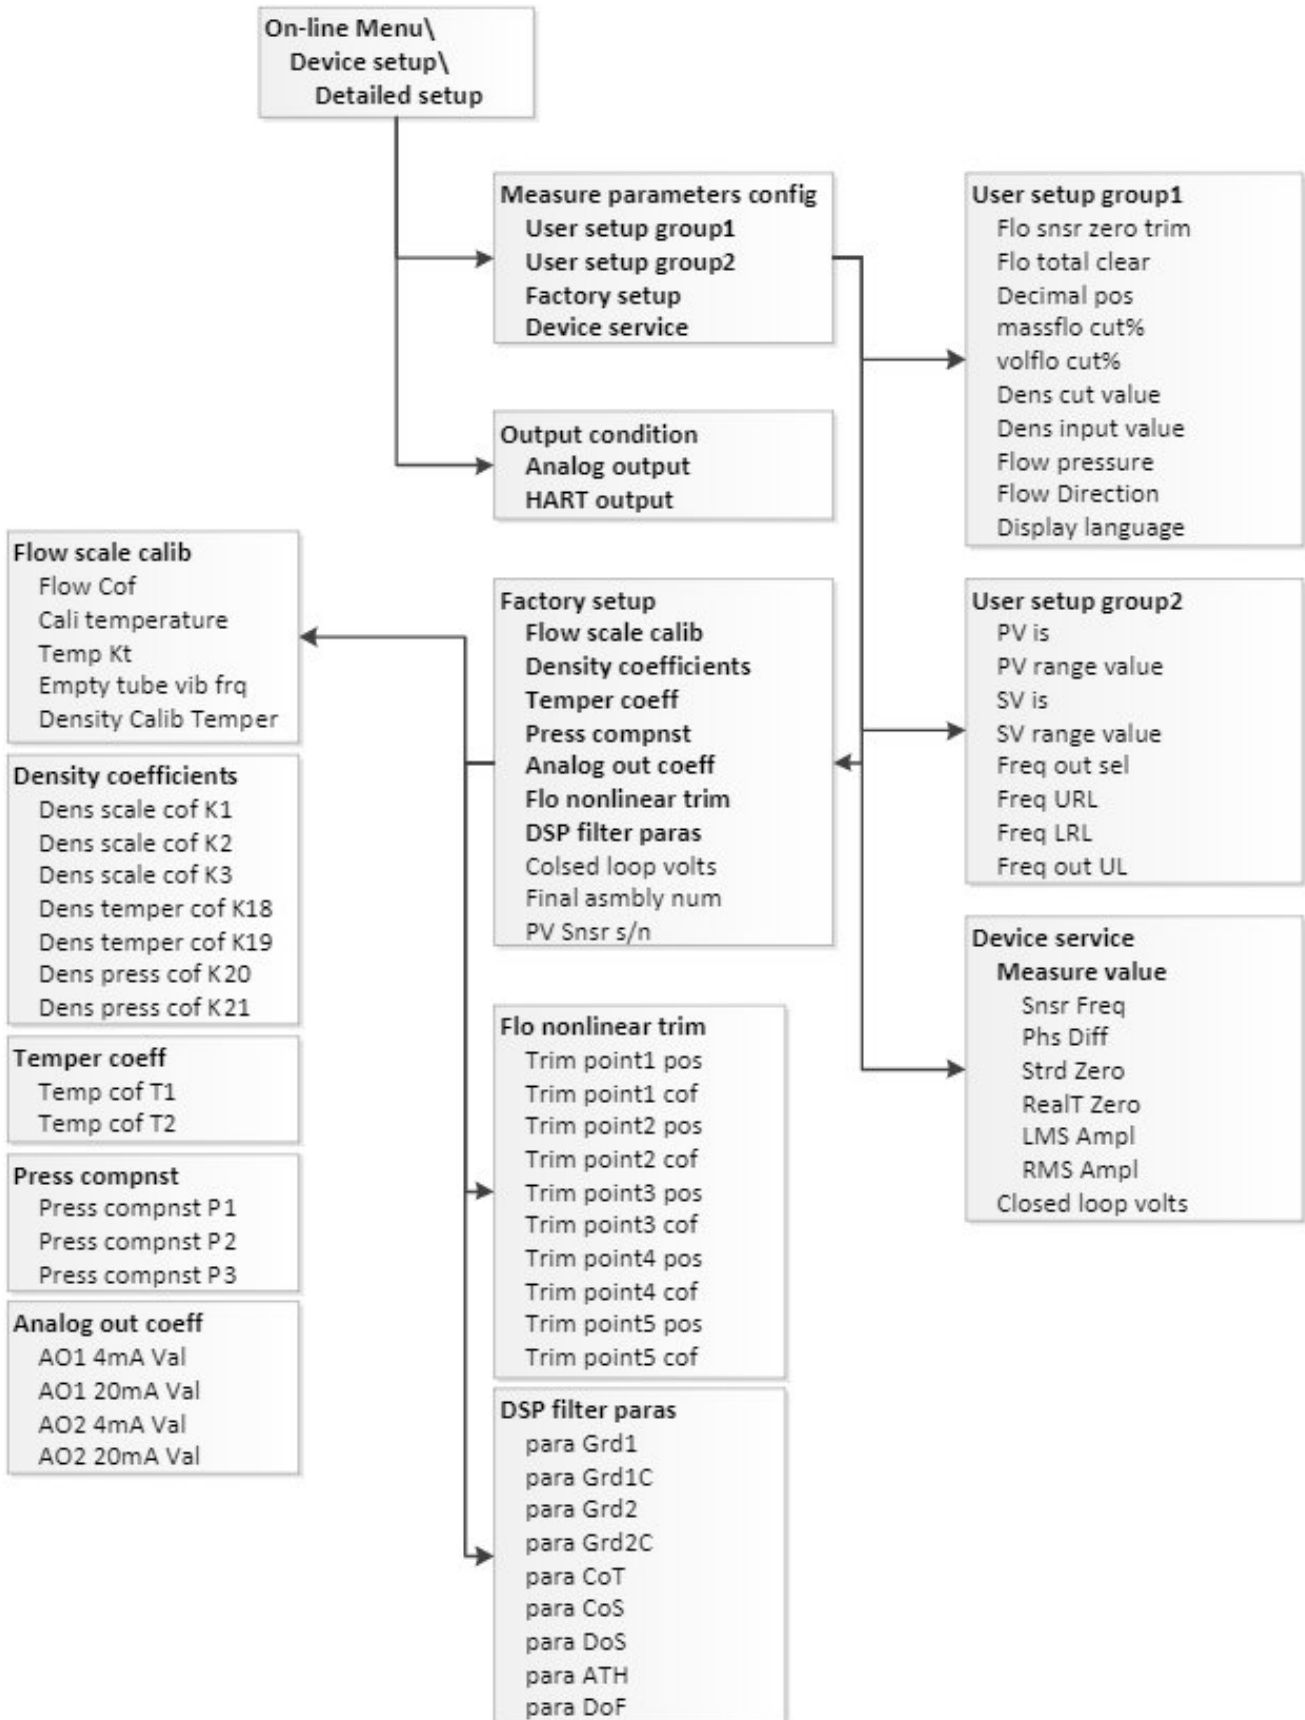 On-line Menu\
Device setup\
Detailed setup
Measure parameters config
User setup group1
User setup group2
Factory setup
Device service
Output condition
Analog output
HART output
Factory setup
Flow scale calib
Density coefficients
Temper coeff
Press compnst
Analog out coeff
Flo nonlinear trim
DSP filter paras
Colsed loop volts
Final asmbly num
PV Snsr s/n
User setup group1
Flo snsr zero trim
Flo total clear
Decimal pos
massflo cut%
volflo cut%
Dens cut value
Dens input value
Flow pressure
Flow Direction
Display language
User setup group2
PV is
PV range value
SV is
SV range value
Freq out sel
Freq URL
Freq LRL
Freq out UL
Device service
Measure value
Snsr Freq
Phs Diff
Strd Zero
RealT Zero
LMS Ampl
RMS Ampl
Closed loop volts
Flow scale calib
Flow Cof
Cali temperature
Temp Kt
Empty tube vib frq
Density Calib Temper
Density coefficients
Dens scale cof K1
Dens scale cof K2
Dens scale cof K3
Dens temper cof K18
Dens temper cof K19
Dens press cof K20
Dens press cof K21
Temper coeff
Temp cof T1
Temp cof T2
Press compnst
Press compnst P1
Press compnst P2
Press compnst P3
Analog out coeff
AO1 4mA Val
AO1 20mA Val
AO2 4mA Val
AO2 20mA Val
Flo nonlinear trim
Trim point1 pos
Trim point1 cof
Trim point2 pos
Trim point2 cof
Trim point3 pos
Trim point3 cof
Trim point4 pos
Trim point4 cof
Trim point5 pos
Trim point5 cof
DSP filter paras
para Grd1
para Grd1C
para Grd2
para Grd2C
para CoT
para CoS
para DoS
para ATH
para DoF